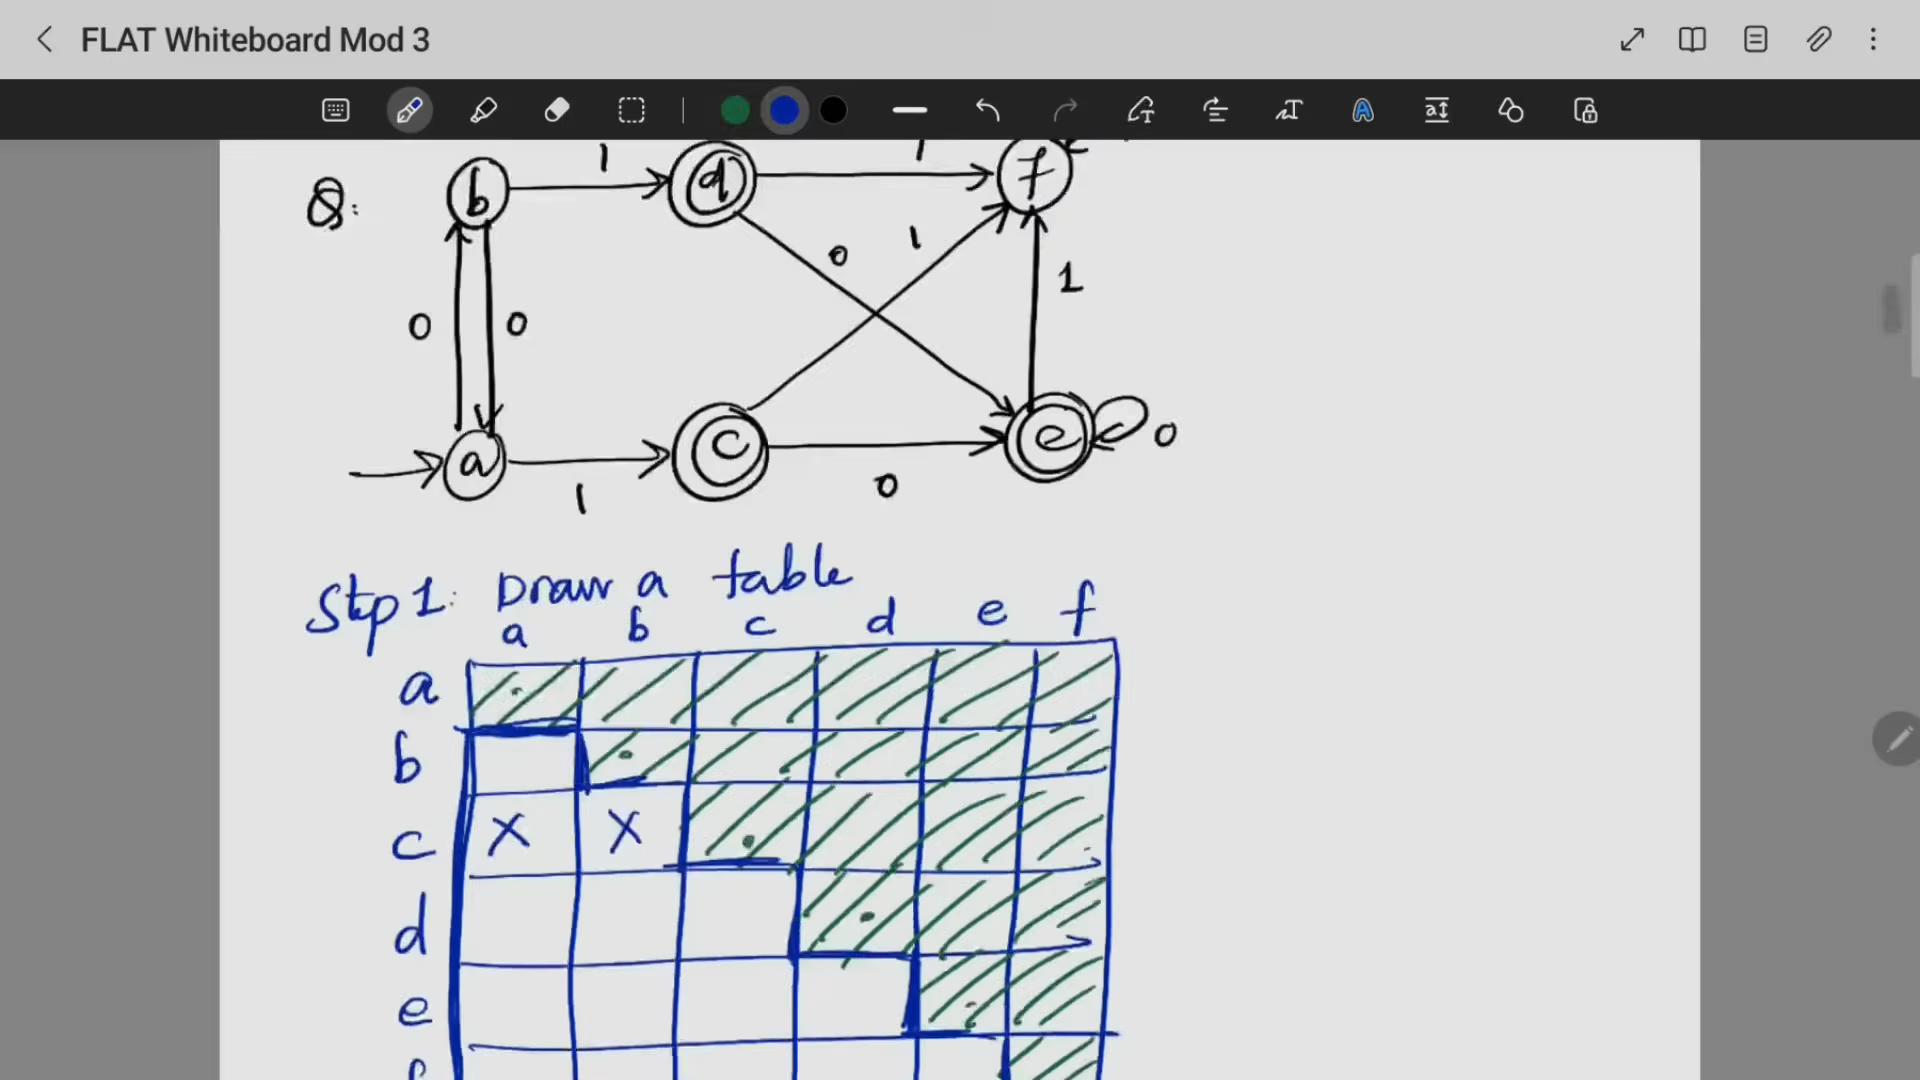 FLAT Whiteboard Mod 3
Q:
b 1 d 1 f
0 1
0 0 1
a 1 c 0 e 0
Step 1: Draw a table
a b c d e f
a
b
c X X
d
e
f